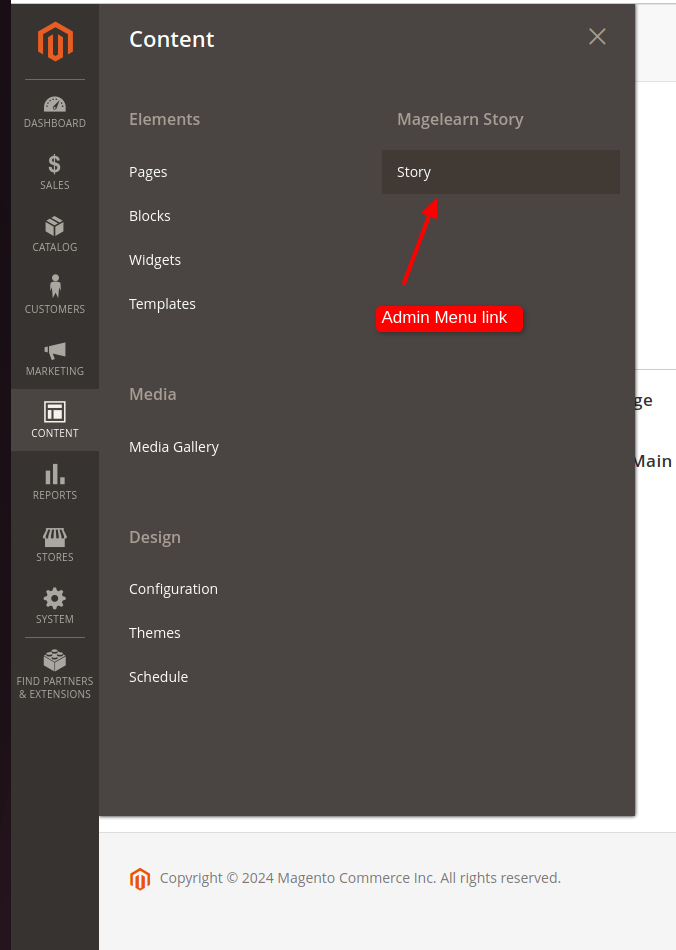 DASHBOARD
SALES
CATALOG
CUSTOMERS
MARKETING
CONTENT
REPORTS
STORES
SYSTEM
FIND PARTNERS
& EXTENSIONS
Content
Elements
Pages
Blocks
Widgets
Templates
Media
Media Gallery
Design
Configuration
Themes
Schedule
Magelearn Story
Story
Admin Menu link
ge
Main
Copyright © 2024 Magento Commerce Inc. All rights reserved.